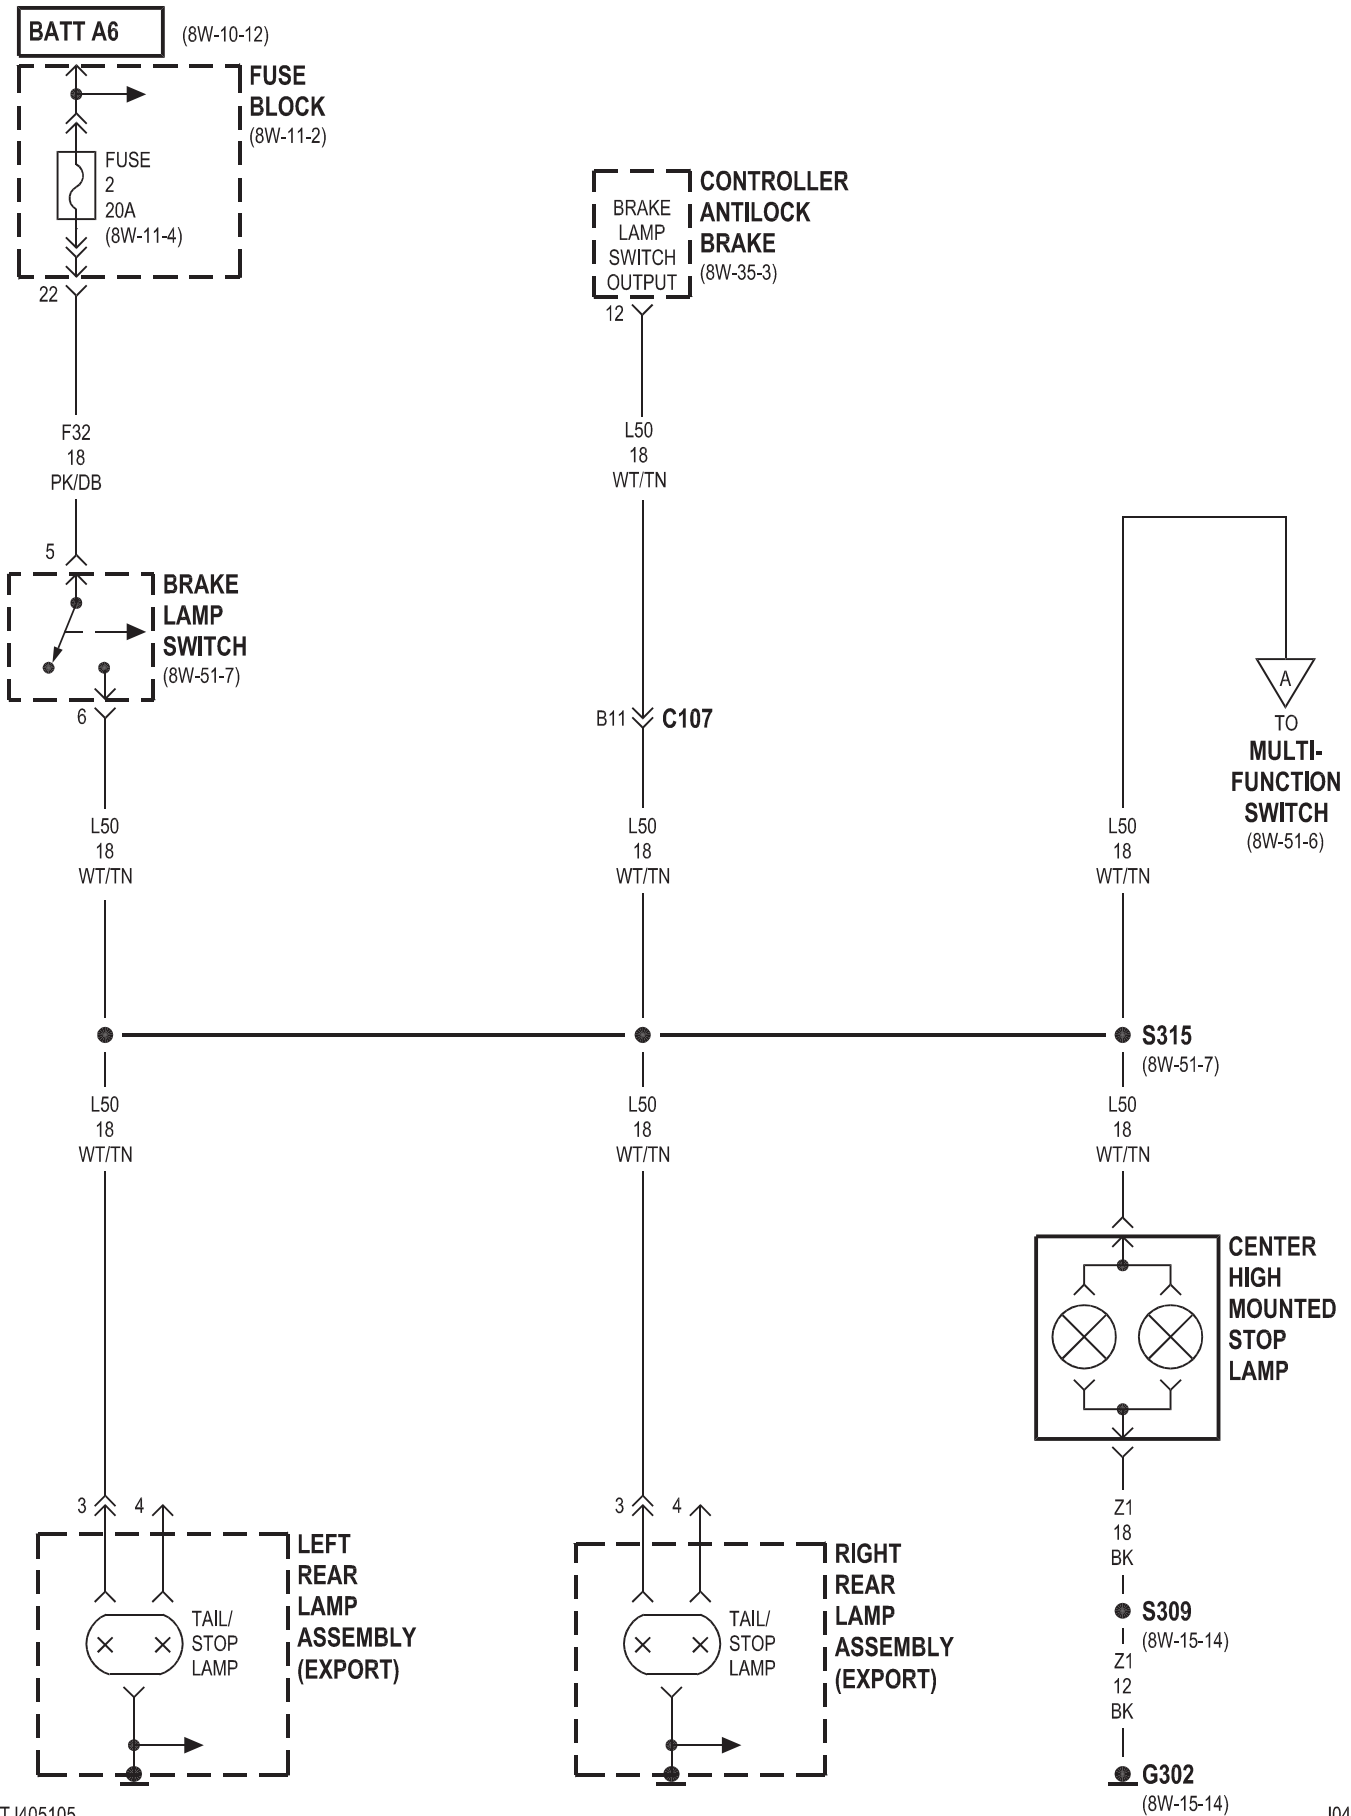 BATT A6
(8W-10-12)
FUSE
BLOCK
(8W-11-2)
FUSE
2
20A
(8W-11-4)
22
F32
18
PK/DB
5
BRAKE
LAMP
SWITCH
(8W-51-7)
6
L50
18
WT/TN
BRAKE
LAMP
SWITCH
OUTPUT
CONTROLLER
ANTILOCK
BRAKE
(8W-35-3)
12
L50
18
WT/TN
B11
C107
L50
18
WT/TN
A
TO
MULTI-
FUNCTION
SWITCH
(8W-51-6)
L50
18
WT/TN
S315
(8W-51-7)
L50
18
WT/TN
L50
18
WT/TN
L50
18
WT/TN
CENTER
HIGH
MOUNTED
STOP
LAMP
3
4
LEFT
REAR
LAMP
ASSEMBLY
(EXPORT)
TAIL/
STOP
LAMP
3
4
RIGHT
REAR
LAMP
ASSEMBLY
(EXPORT)
TAIL/
STOP
LAMP
Z1
18
BK
S309
(8W-15-14)
Z1
12
BK
G302
(8W-15-14)